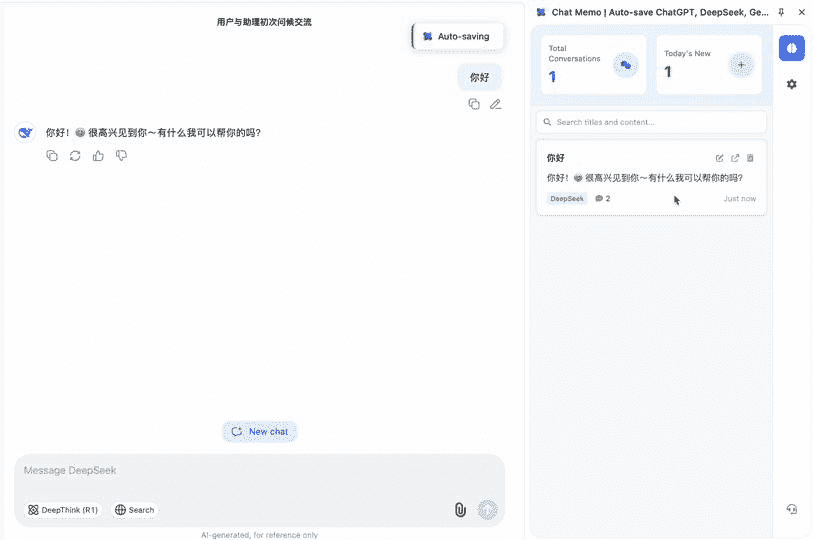 用户与助理初次问候交流
Auto-saving
你好
你好！很高兴见到你～有什么我可以帮你的吗?
New chat
Message DeepSeek
DeepThink (R1)
Search
AI-generated, for reference only
Chat Memo | Auto-save ChatGPT, DeepSeek, Ge...
Total
Conversations
1
Today's New
1
Search titles and content...
你好
你好！很高兴见到你～有什么我可以帮你的吗?
DeepSeek
2
Just now